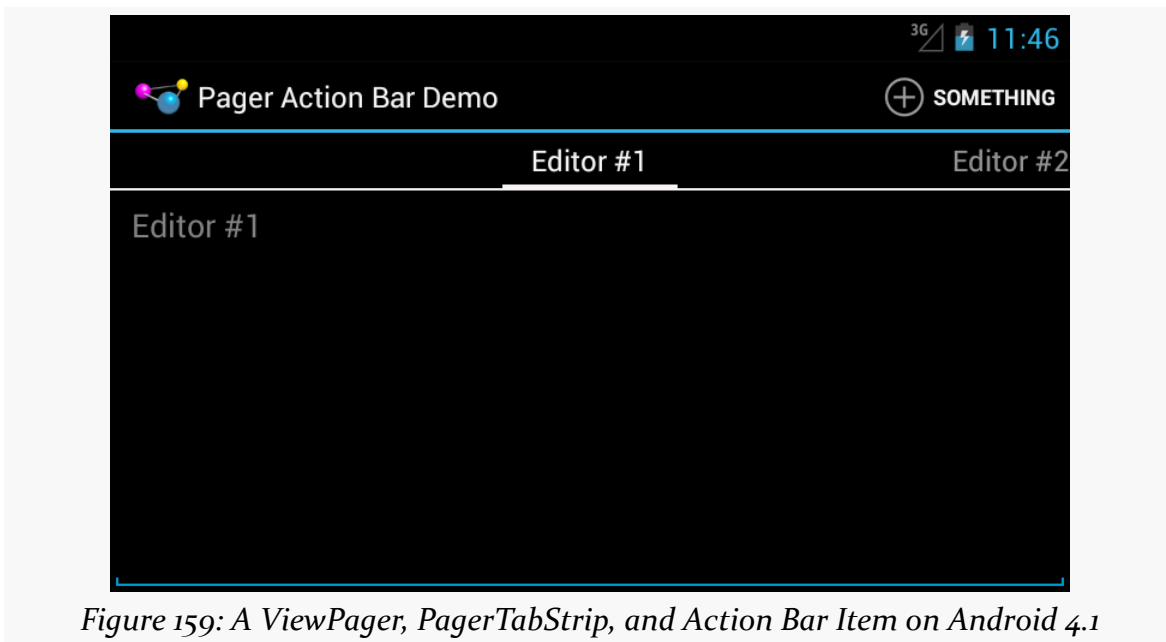 3G 11:46
Pager Action Bar Demo SOMETHING
Editor #1 Editor #2
Editor #1
Figure 159: A ViewPager, PagerTabStrip, and Action Bar Item on Android 4.1